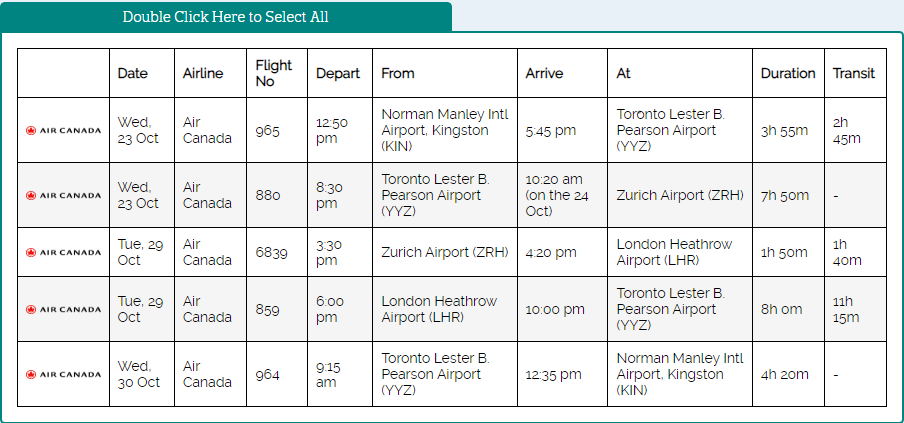 Double Click Here to Select All
Date Airline Flight No Depart From Arrive At Duration Transit
AIR CANADA Wed, 23 Oct Air Canada 965 12:50 pm Norman Manley Intl Airport, Kingston (KIN) 5:45 pm Toronto Lester B. Pearson Airport (YYZ) 3h 55m 2h 45m
AIR CANADA Wed, 23 Oct Air Canada 880 8:30 pm Toronto Lester B. Pearson Airport (YYZ) 10:20 am (on the 24 Oct) Zurich Airport (ZRH) 7h 50m -
AIR CANADA Tue, 29 Oct Air Canada 6839 3:30 pm Zurich Airport (ZRH) 4:20 pm London Heathrow Airport (LHR) 1h 50m 1h 40m
AIR CANADA Tue, 29 Oct Air Canada 859 6:00 pm London Heathrow Airport (LHR) 10:00 pm Toronto Lester B. Pearson Airport (YYZ) 8h 0m 11h 15m
AIR CANADA Wed, 30 Oct Air Canada 964 9:15 am Toronto Lester B. Pearson Airport (YYZ) 12:35 pm Norman Manley Intl Airport, Kingston (KIN) 4h 20m -